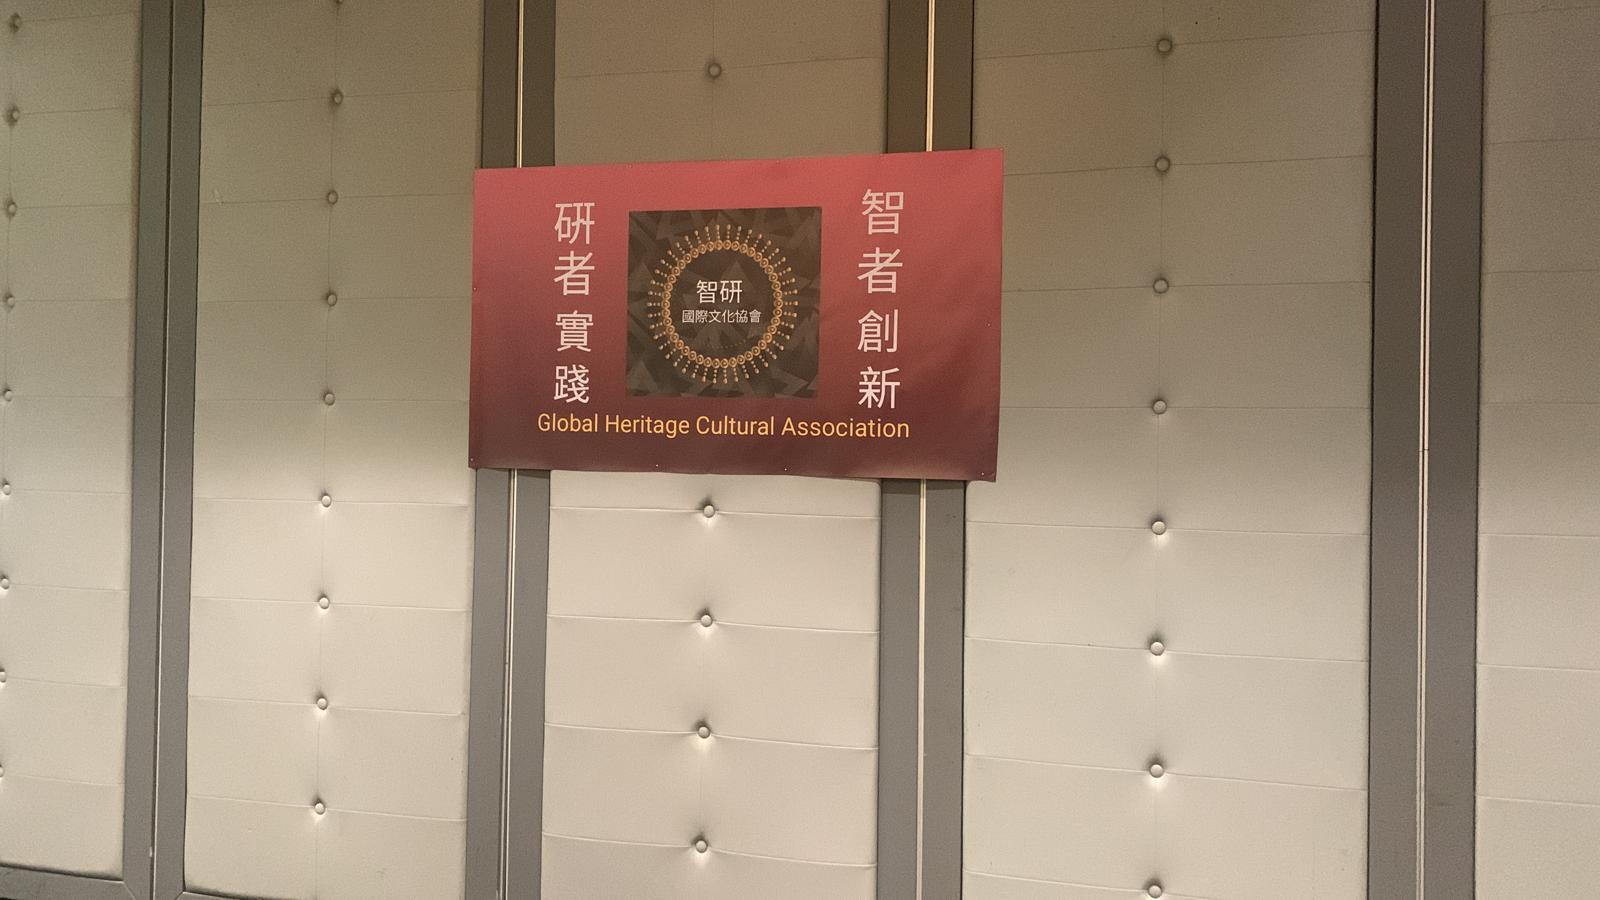 智者創新
研者實踐
智研
國際文化協會
Global Heritage Cultural Association